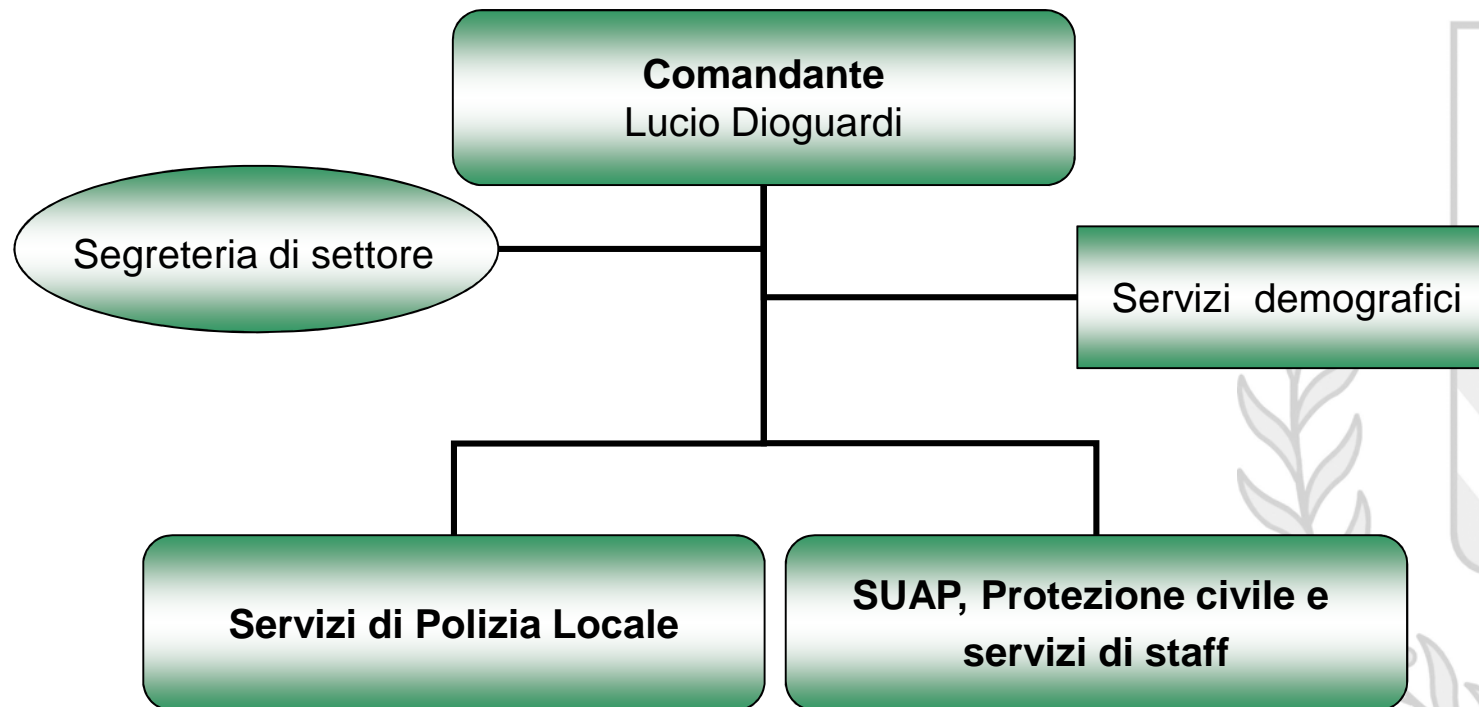 Comandante
Lucio Dioguardi
Segreteria di settore
Servizi demografici
Servizi di Polizia Locale
SUAP, Protezione civile e
servizi di staff